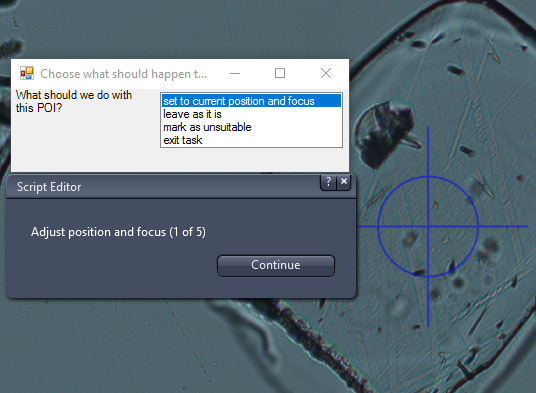 Choose what should happen t...
What should we do with
this POI?
set to current position and focus
leave as it is
mark as unsuitable
exit task
Script Editor
?
Adjust position and focus (1 of 5)
Continue